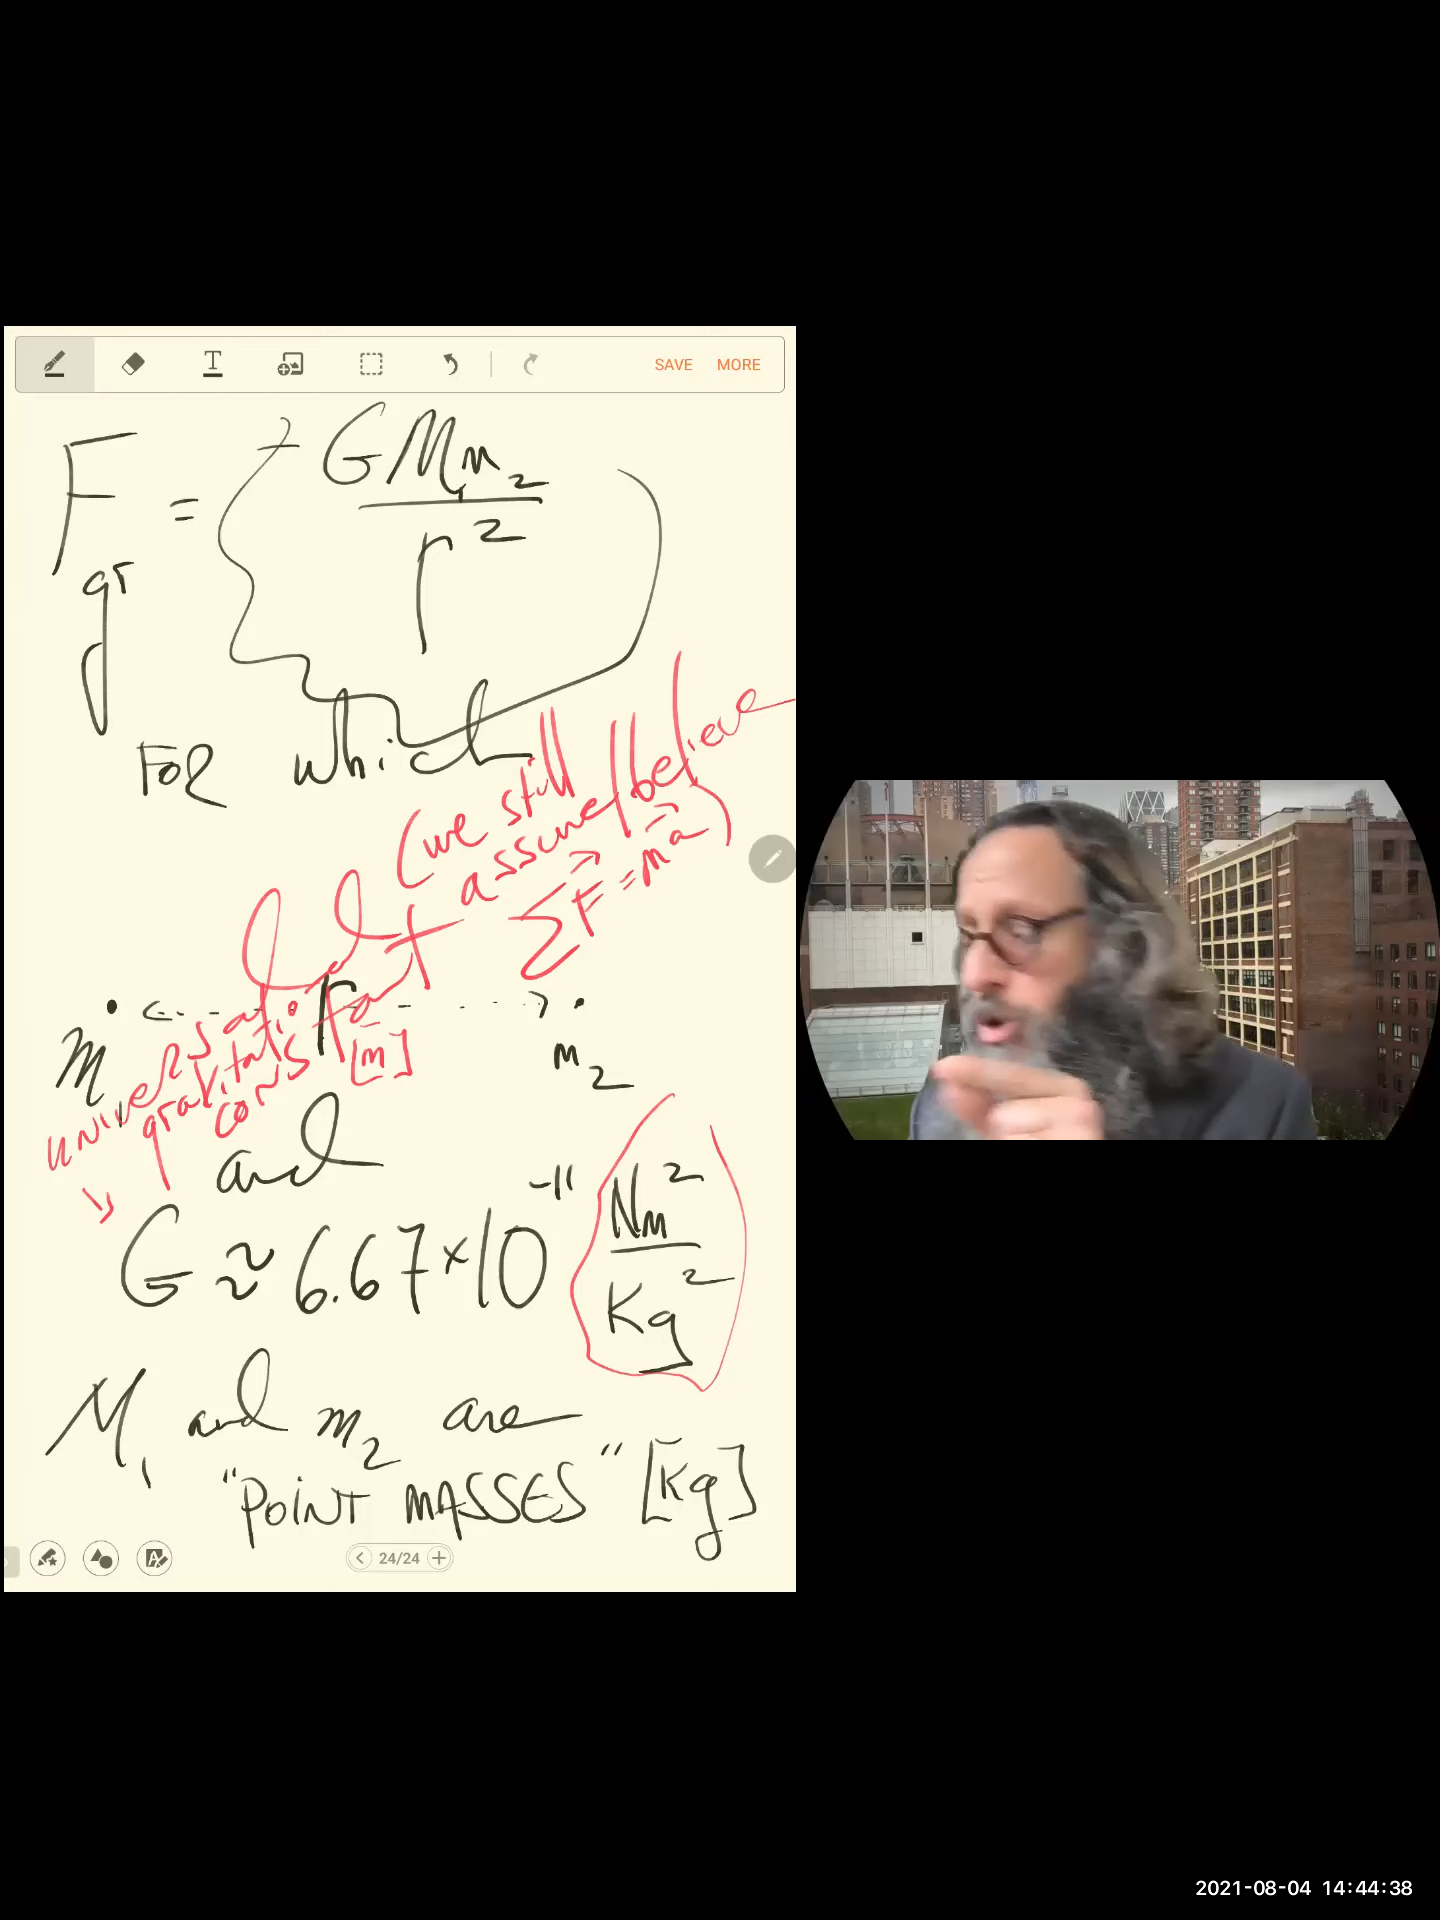 T
SAVE MORE
F gr = + G M₁ m₂ / r²
FOR which
(we still
assume/believe
ΣF⃗ = ma⃗)
r
[m]
M₁ m₂
universal
gravitational
constant
and
G ≈ 6.67 × 10⁻¹¹ Nm² / Kg²
M₁ and m₂ are
"POINT MASSES" [Kg]
24/24
2021-08-04 14:44:38